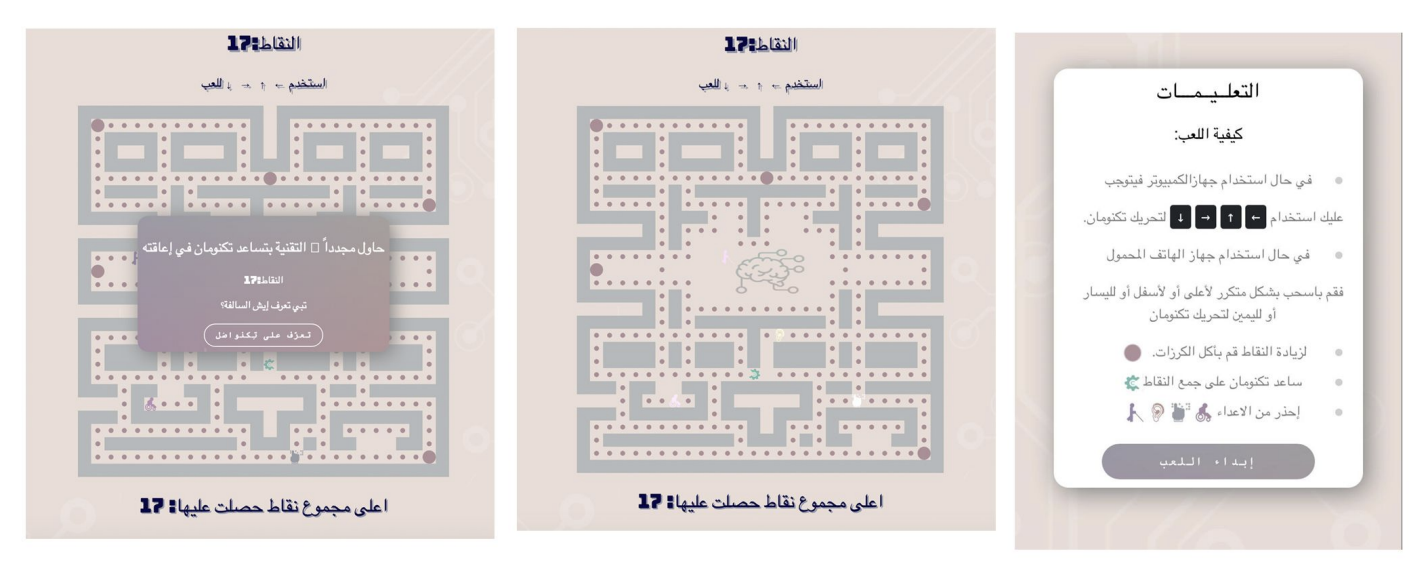 النقاط:17
استخدم ← ↑ → ↓ للعب
حاول مجدداً □ التقنية بتساعد تكنومان في إعاقته
النقاط:17
تبي تعرف إيش السالفة؟
تعرّف على تكنواصل
اعلى مجموع نقاط حصلت عليها: 17
النقاط:17
استخدم ← ↑ → ↓ للعب
اعلى مجموع نقاط حصلت عليها: 17
التعلـيـمـــات
كيفية اللعب:
في حال استخدام جهازالكمبيوتر فيتوجب
عليك استخدام ← ↑ → ↓ لتحريك تكنومان.
في حال استخدام جهاز الهاتف المحمول
فقم باسحب بشكل متكرر لأعلى أو لأسفل أو لليسار
أو لليمين لتحريك تكنومان
لزيادة النقاط قم بأكل الكرزات.
ساعد تكنومان على جمع النقاط
إحذر من الاعداء
إبداء اللعب